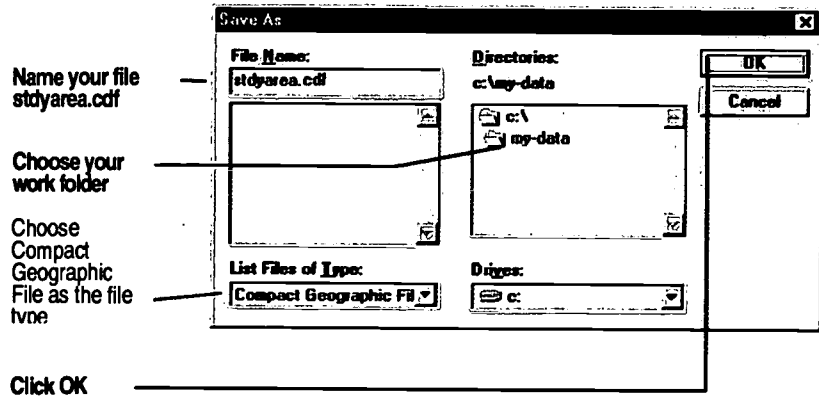 Save As
File Name:
stdyarea.cdf
Directories:
c:\my-data
c:\
my-data
OK
Cancel
List Files of Type:
Compact Geographic Fil
Drives:
c:
Name your file
stdyarea.cdf
Choose your
work folder
Choose
Compact
Geographic
File as the file
type
Click OK